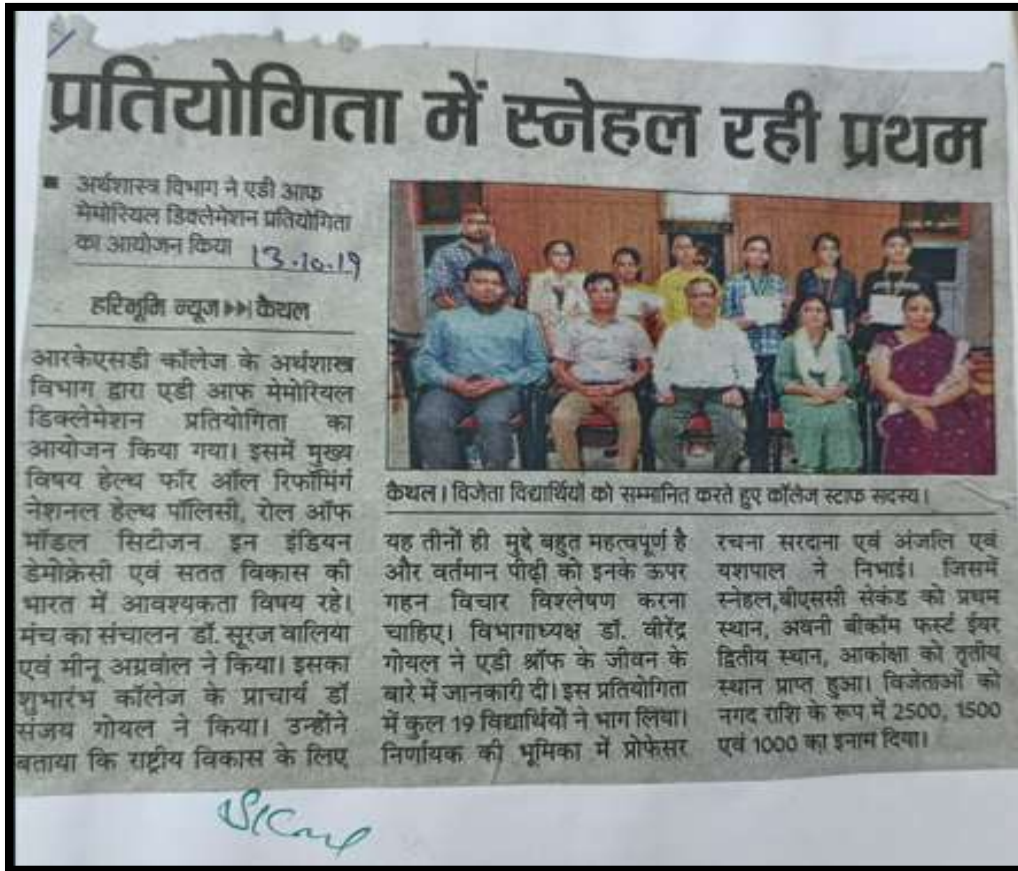 प्रतियोगिता में स्नेहल रही प्रथम
■ अर्थशास्त्र विभाग ने एडी आफ
मेमोरियल डिक्लेमेशन प्रतियोगिता
का आयोजन किया 13.10.19
हरिभूमि न्यूज ▸▸| कैथल
आरकेएसडी कॉलेज के अर्थशास्त्र
विभाग द्वारा एडी आफ मेमोरियल
डिक्लेमेशन प्रतियोगिता का
आयोजन किया गया। इसमें मुख्य
विषय हेल्थ फॉर ऑल रिफॉमिंग
नेशनल हेल्थ पॉलिसी, रोल ऑफ
मॉडल सिटीजन इन इंडियन
डेमोक्रेसी एवं सतत विकास की
भारत में आवश्यकता विषय रहे।
मंच का संचालन डॉ. सूरज वालिया
एवं मीनू अग्रवाल ने किया। इसका
शुभारंभ कॉलेज के प्राचार्य डॉ
संजय गोयल ने किया। उन्होंने
बताया कि राष्ट्रीय विकास के लिए
कैथल। विजेता विद्यार्थियों को सम्मानित करते हुए कॉलेज स्टाफ सदस्य।
यह तीनों ही मुद्दे बहुत महत्वपूर्ण है
और वर्तमान पीढ़ी को इनके ऊपर
गहन विचार विश्लेषण करना
चाहिए। विभागाध्यक्ष डॉ. वीरेंद्र
गोयल ने एडी श्रॉफ के जीवन के
बारे में जानकारी दी। इस प्रतियोगिता
में कुल 19 विद्यार्थियों ने भाग लिया।
निर्णायक की भूमिका में प्रोफेसर
रचना सरदाना एवं अंजलि एवं
यशपाल ने निभाई। जिसमें
स्नेहल,बीएससी सेकंड को प्रथम
स्थान, अवनी बीकॉम फर्स्ट ईयर
द्वितीय स्थान, आकांक्षा को तृतीय
स्थान प्राप्त हुआ। विजेताओं को
नगद राशि के रूप में 2500, 1500
एवं 1000 का इनाम दिया।